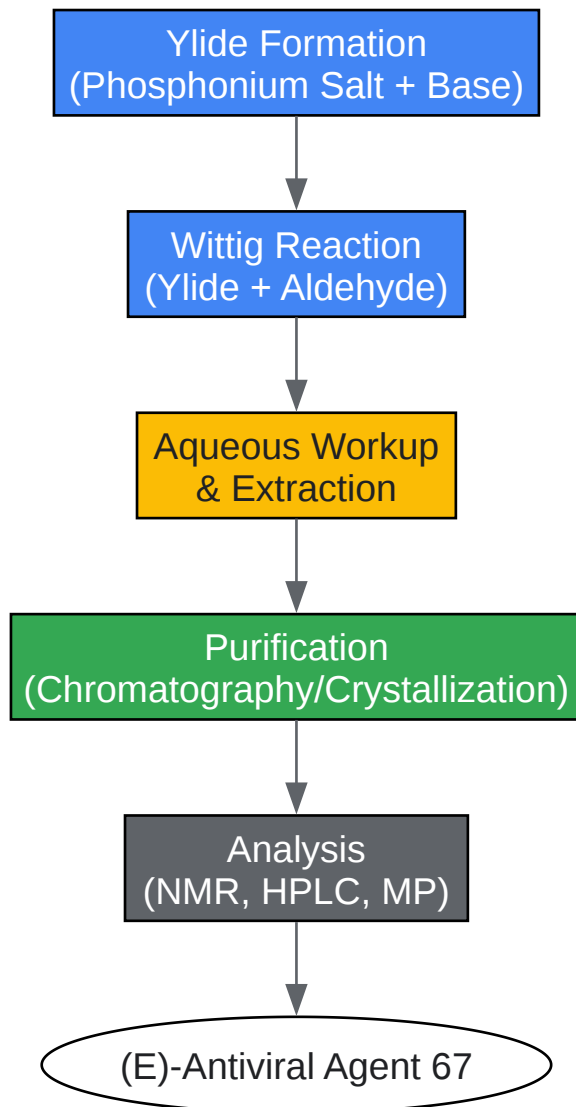 Ylide Formation
(Phosphonium Salt + Base)
Wittig Reaction
(Ylide + Aldehyde)
Aqueous Workup
& Extraction
Purification
(Chromatography/Crystallization)
Analysis
(NMR, HPLC, MP)
(E)-Antiviral Agent 67